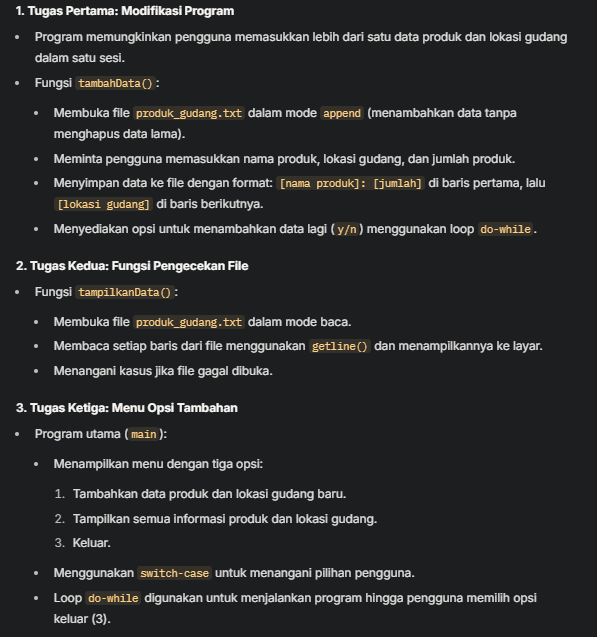 1. Tugas Pertama: Modifikasi Program
• Program memungkinkan pengguna memasukkan lebih dari satu data produk dan lokasi gudang
dalam satu sesi.
• Fungsi tambahData():
• Membuka file produk_gudang.txt dalam mode append (menambahkan data tanpa
menghapus data lama).
• Meminta pengguna memasukkan nama produk, lokasi gudang, dan jumlah produk.
• Menyimpan data ke file dengan format: [nama produk]: [jumlah] di baris pertama, lalu
[lokasi gudang] di baris berikutnya.
• Menyediakan opsi untuk menambahkan data lagi (y/n) menggunakan loop do-while.
2. Tugas Kedua: Fungsi Pengecekan File
• Fungsi tampilkanData():
• Membuka file produk_gudang.txt dalam mode baca.
• Membaca setiap baris dari file menggunakan getline() dan menampilkannya ke layar.
• Menangani kasus jika file gagal dibuka.
3. Tugas Ketiga: Menu Opsi Tambahan
• Program utama (main):
• Menampilkan menu dengan tiga opsi:
1. Tambahkan data produk dan lokasi gudang baru.
2. Tampilkan semua informasi produk dan lokasi gudang.
3. Keluar.
• Menggunakan switch-case untuk menangani pilihan pengguna.
• Loop do-while digunakan untuk menjalankan program hingga pengguna memilih opsi
keluar (3).